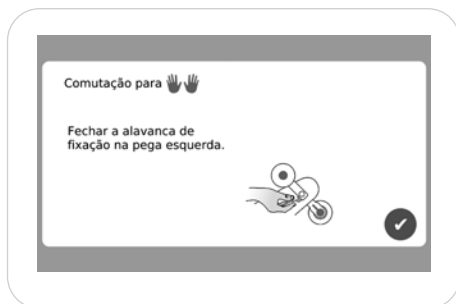 Comutação para
Fechar a alavanca de
fixação na pega esquerda.